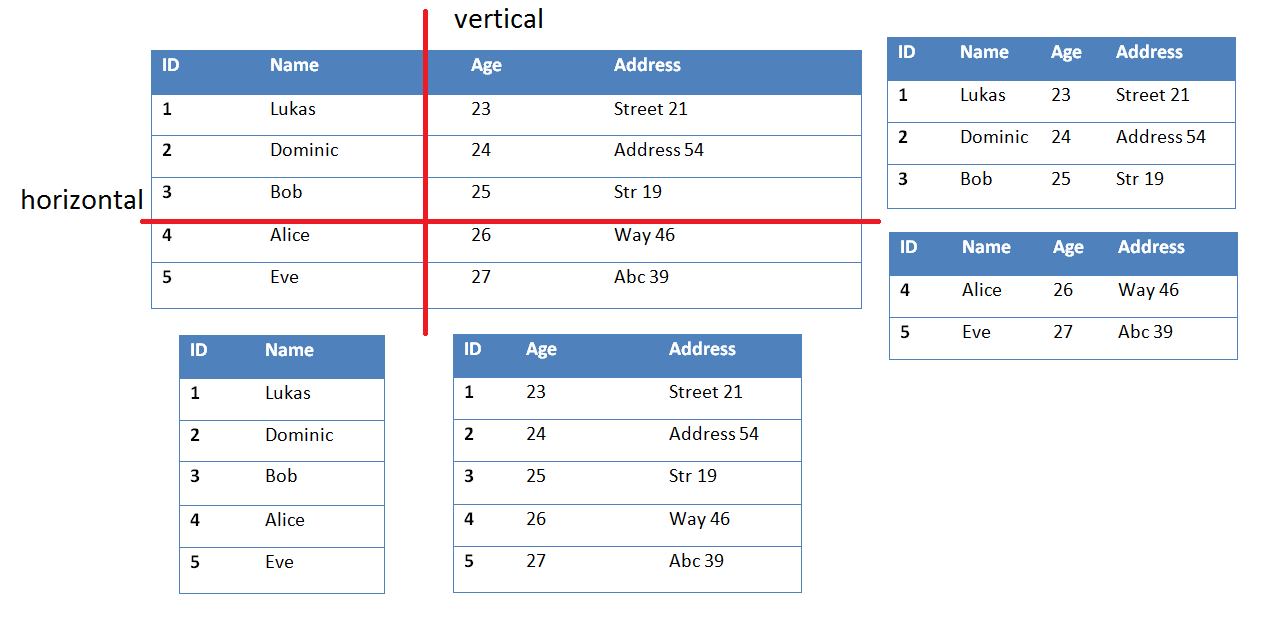 vertical
ID Name Age Address
1 Lukas 23 Street 21
2 Dominic 24 Address 54
3 Bob 25 Str 19
horizontal
4 Alice 26 Way 46
5 Eve 27 Abc 39
ID Name Age Address
1 Lukas 23 Street 21
2 Dominic 24 Address 54
3 Bob 25 Str 19
ID Name Age Address
4 Alice 26 Way 46
5 Eve 27 Abc 39
ID Name
1 Lukas
2 Dominic
3 Bob
4 Alice
5 Eve
ID Age Address
1 23 Street 21
2 24 Address 54
3 25 Str 19
4 26 Way 46
5 27 Abc 39